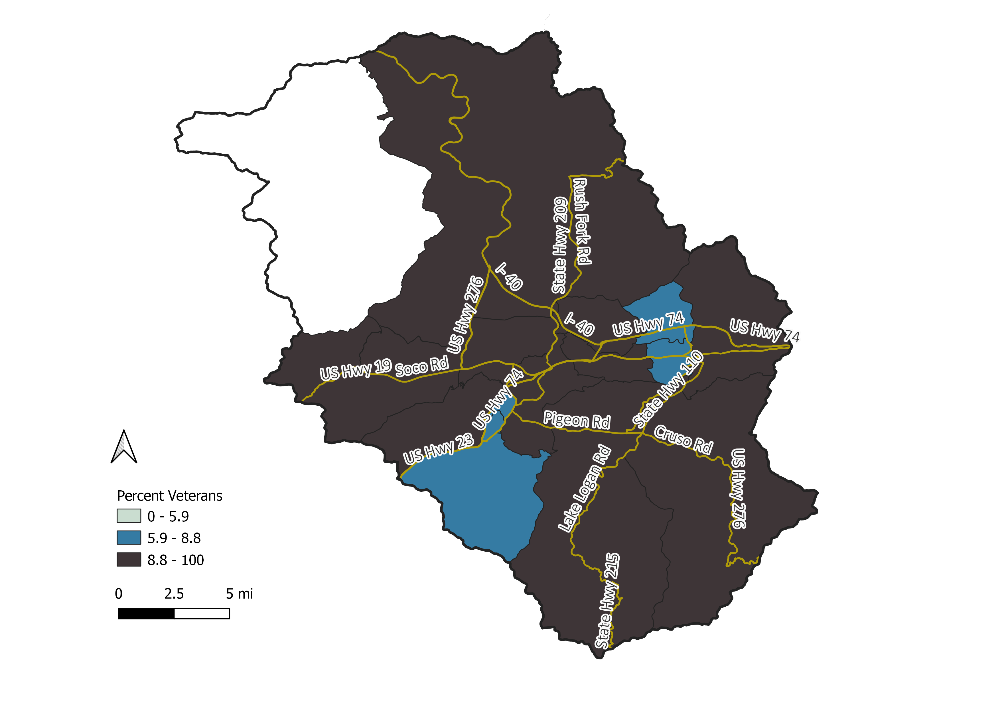 Rush Fork Rd
State Hwy 209
I- 40
US Hwy 276
I- 40
US Hwy 74
US Hwy 74
US Hwy 19
Soco Rd
State Hwy 110
US Hwy 74
Pigeon Rd
Cruso Rd
US Hwy 23
Lake Logan Rd
US Hwy 276
State Hwy 215
Percent Veterans
0 - 5.9
5.9 - 8.8
8.8 - 100
0 2.5 5 mi